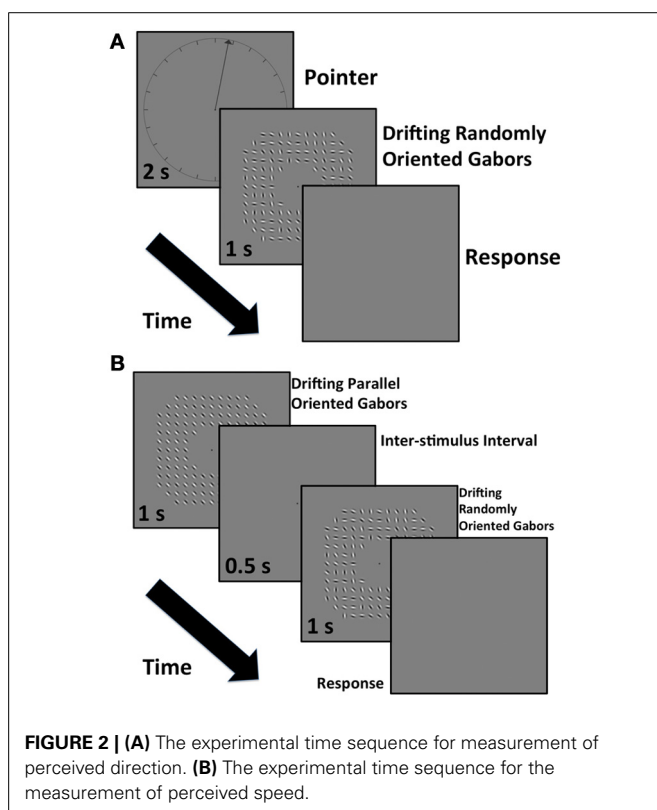 A
Pointer
2 s
Drifting Randomly
Oriented Gabors
1 s
Response
Time
B
Drifting Parallel
Oriented Gabors
1 s
Inter-stimulus Interval
0.5 s
Drifting
Randomly
Oriented Gabors
1 s
Response
Time
FIGURE 2 | (A) The experimental time sequence for measurement of
perceived direction. (B) The experimental time sequence for the
measurement of perceived speed.